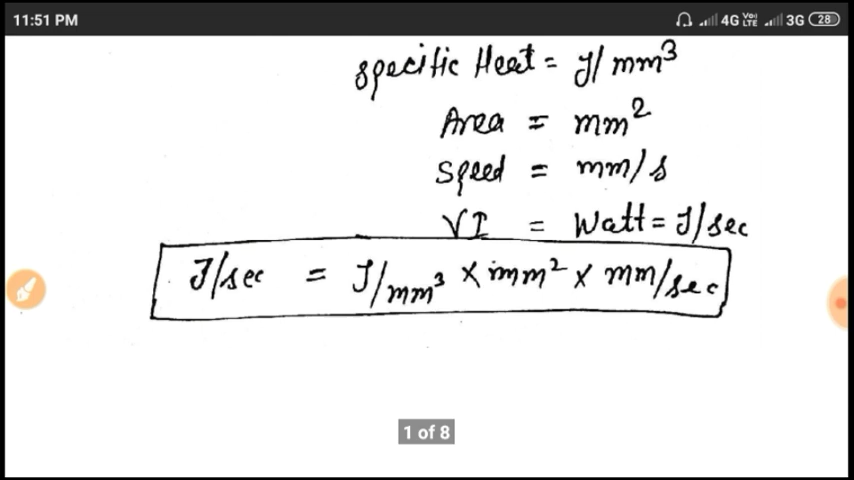 11:51 PM 4G VoLTE 3G 28
Specific Heat = J/mm³
Area = mm²
Speed = mm/s
VI = Watt = J/sec
J/sec = J/mm³ × mm² × mm/sec
1 of 8